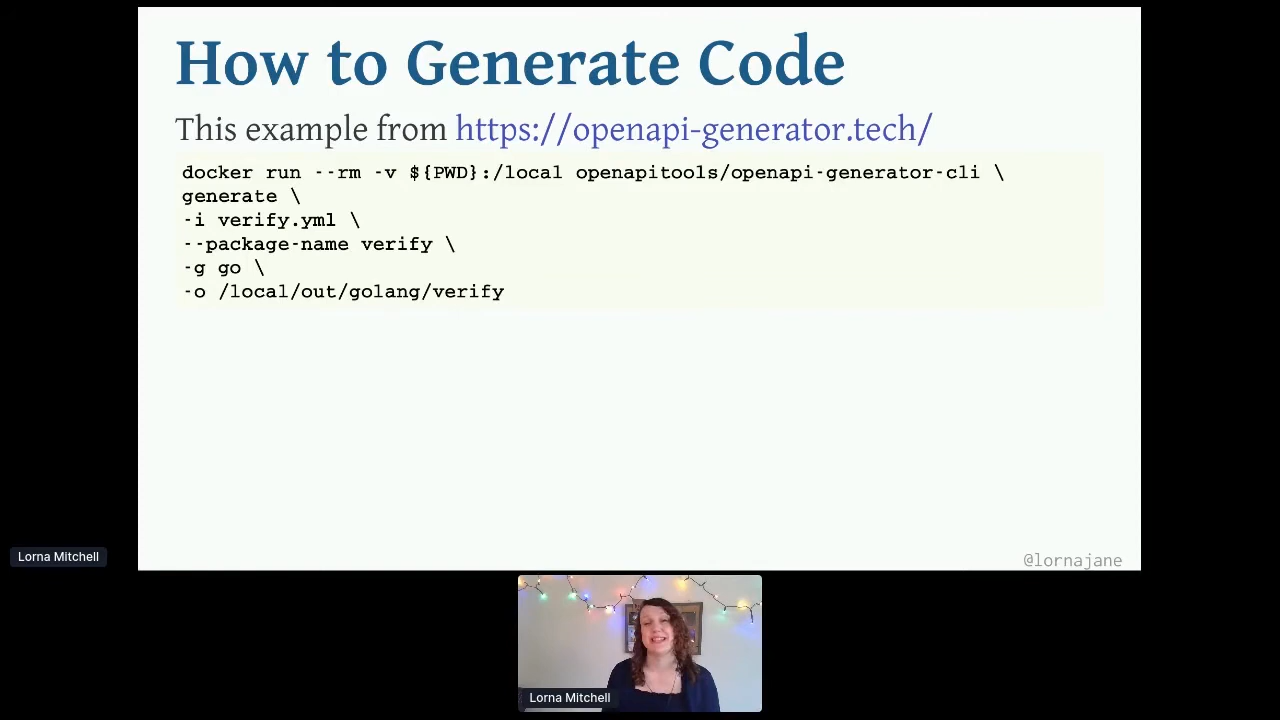 How to Generate Code
This example from https://openapi-generator.tech/
docker run --rm -v ${PWD}:/local openapitools/openapi-generator-cli \
generate \
-i verify.yml \
--package-name verify \
-g go \
-o /local/out/golang/verify
Lorna Mitchell
@lornajane
Lorna Mitchell